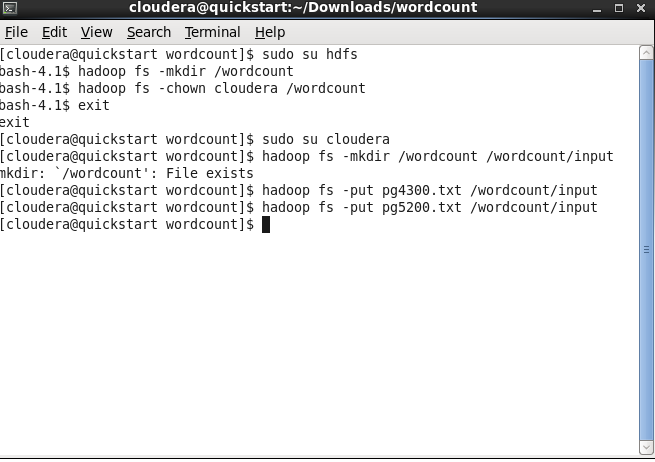 cloudera@quickstart:~/Downloads/wordcount
File Edit View Search Terminal Help
[cloudera@quickstart wordcount]$ sudo su hdfs
bash-4.1$ hadoop fs -mkdir /wordcount
bash-4.1$ hadoop fs -chown cloudera /wordcount
bash-4.1$ exit
exit
[cloudera@quickstart wordcount]$ sudo su cloudera
[cloudera@quickstart wordcount]$ hadoop fs -mkdir /wordcount /wordcount/input
mkdir: `/wordcount': File exists
[cloudera@quickstart wordcount]$ hadoop fs -put pg4300.txt /wordcount/input
[cloudera@quickstart wordcount]$ hadoop fs -put pg5200.txt /wordcount/input
[cloudera@quickstart wordcount]$